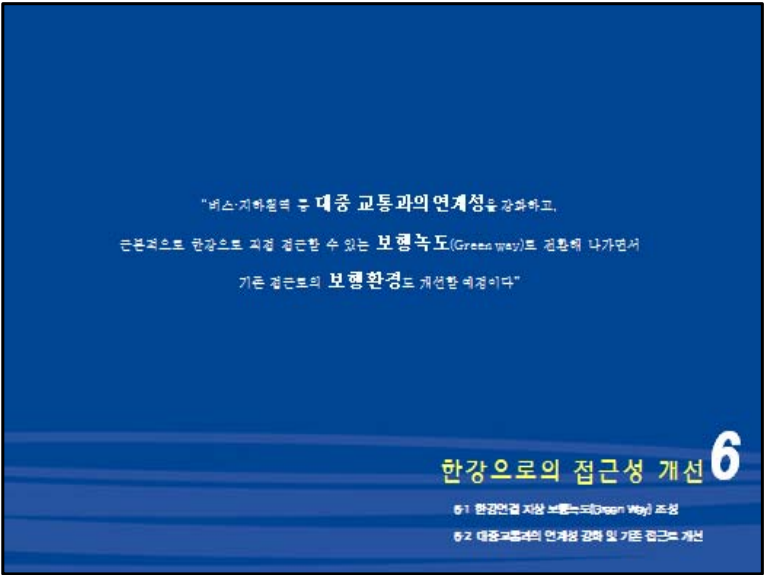 "버스·지하철역 등 대중 교통과의 연계성을 강화하고,
근본적으로 한강으로 직접 접근할 수 있는 보행녹도(Green way)로 전환해 나가면서
기존 접근로의 보행환경도 개선할 예정이다"
한강으로의 접근성 개선 6
6-1 한강연결 지상 보행녹도(Green Way) 조성
6-2 대중교통과의 연계성 강화 및 기존 접근로 개선